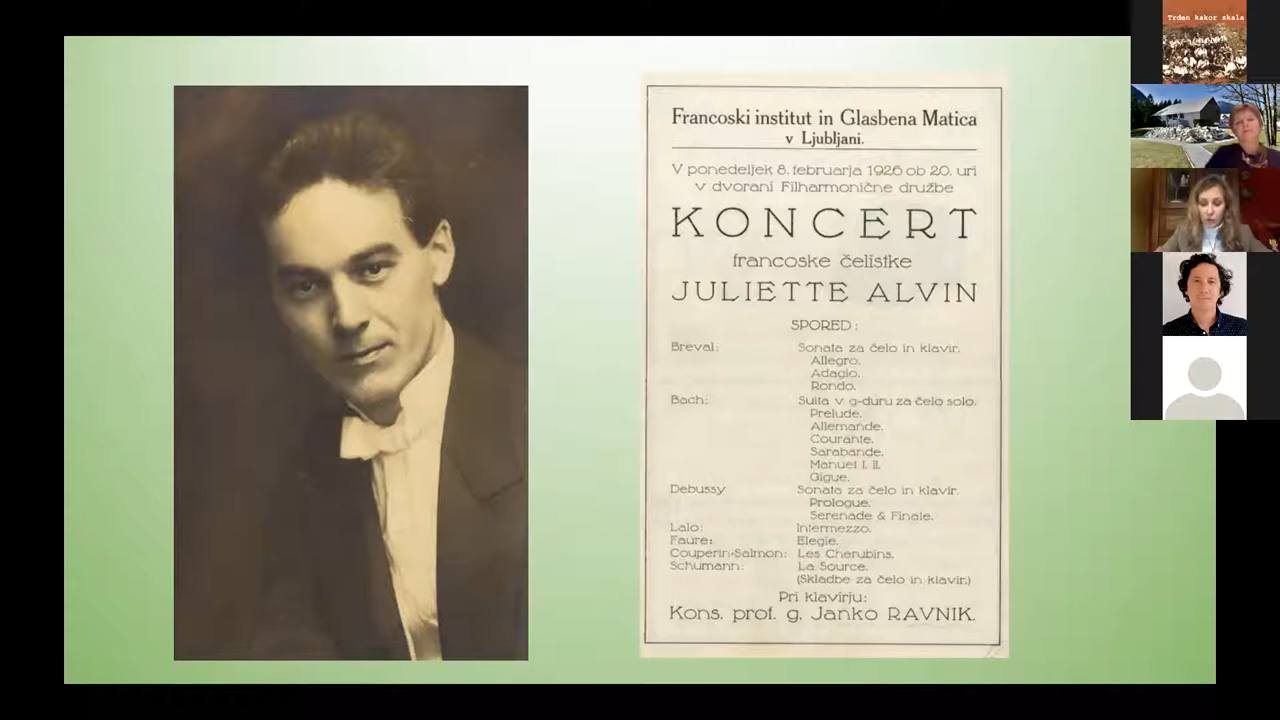 Trden kakor skala
Francoski institut in Glasbena Matica
v Ljubljani.
V ponedeljek 8. februarja 1926 ob 20. uri
v dvorani Filharmonične družbe
KONCERT
francoske čelistke
JULIETTE ALVIN
SPORED:
Breval: Sonata za čelo in klavir.
Allegro.
Adagio.
Rondo.
Bach: Suita v g-duru za čelo solo.
Prelude.
Allemande.
Courante.
Sarabande.
Manuel I. II.
Gigue.
Debussy Sonata za čelo in klavir.
Prologue.
Serenade & Finale.
Lalo: Intermezzo.
Faure: Elegie.
Couperin-Salmon: Les Cherubins.
Schumann: La Source.
(Skladbe za čelo in klavir.)
Pri klavirju:
Kons. prof. g. Janko RAVNIK.